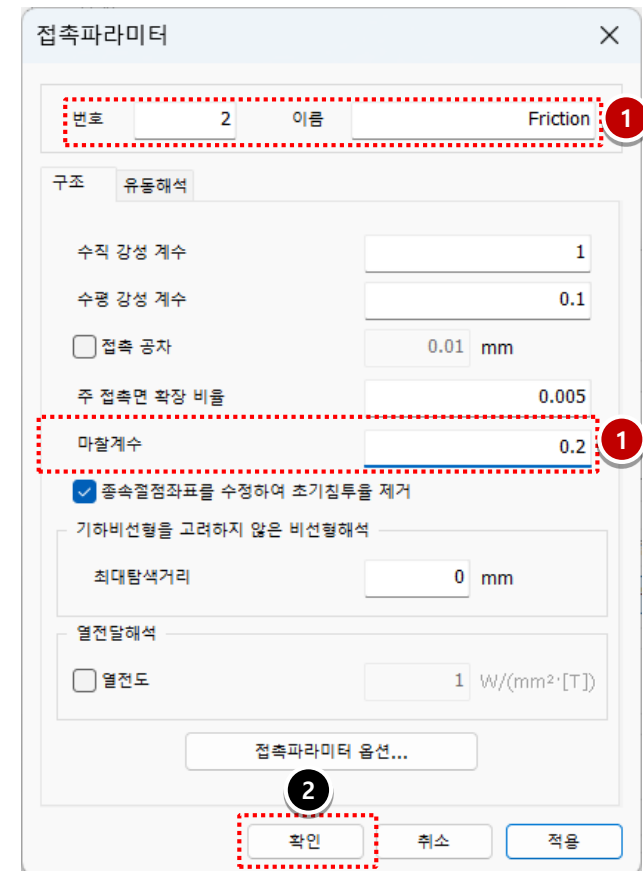 접촉파라미터
번호 2 이름 Friction 1
구조 유동해석
수직 강성 계수 1
수평 강성 계수 0.1
접촉 공차 0.01 mm
주 접촉면 확장 비율 0.005
마찰계수 0.2 1
종속절점좌표를 수정하여 초기침투율 제거
기하비선형을 고려하지 않은 비선형해석
최대탐색거리 0 mm
열전달해석
열전도 1 W/(mm²·[T])
접촉파라미터 옵션...
2
확인 취소 적용